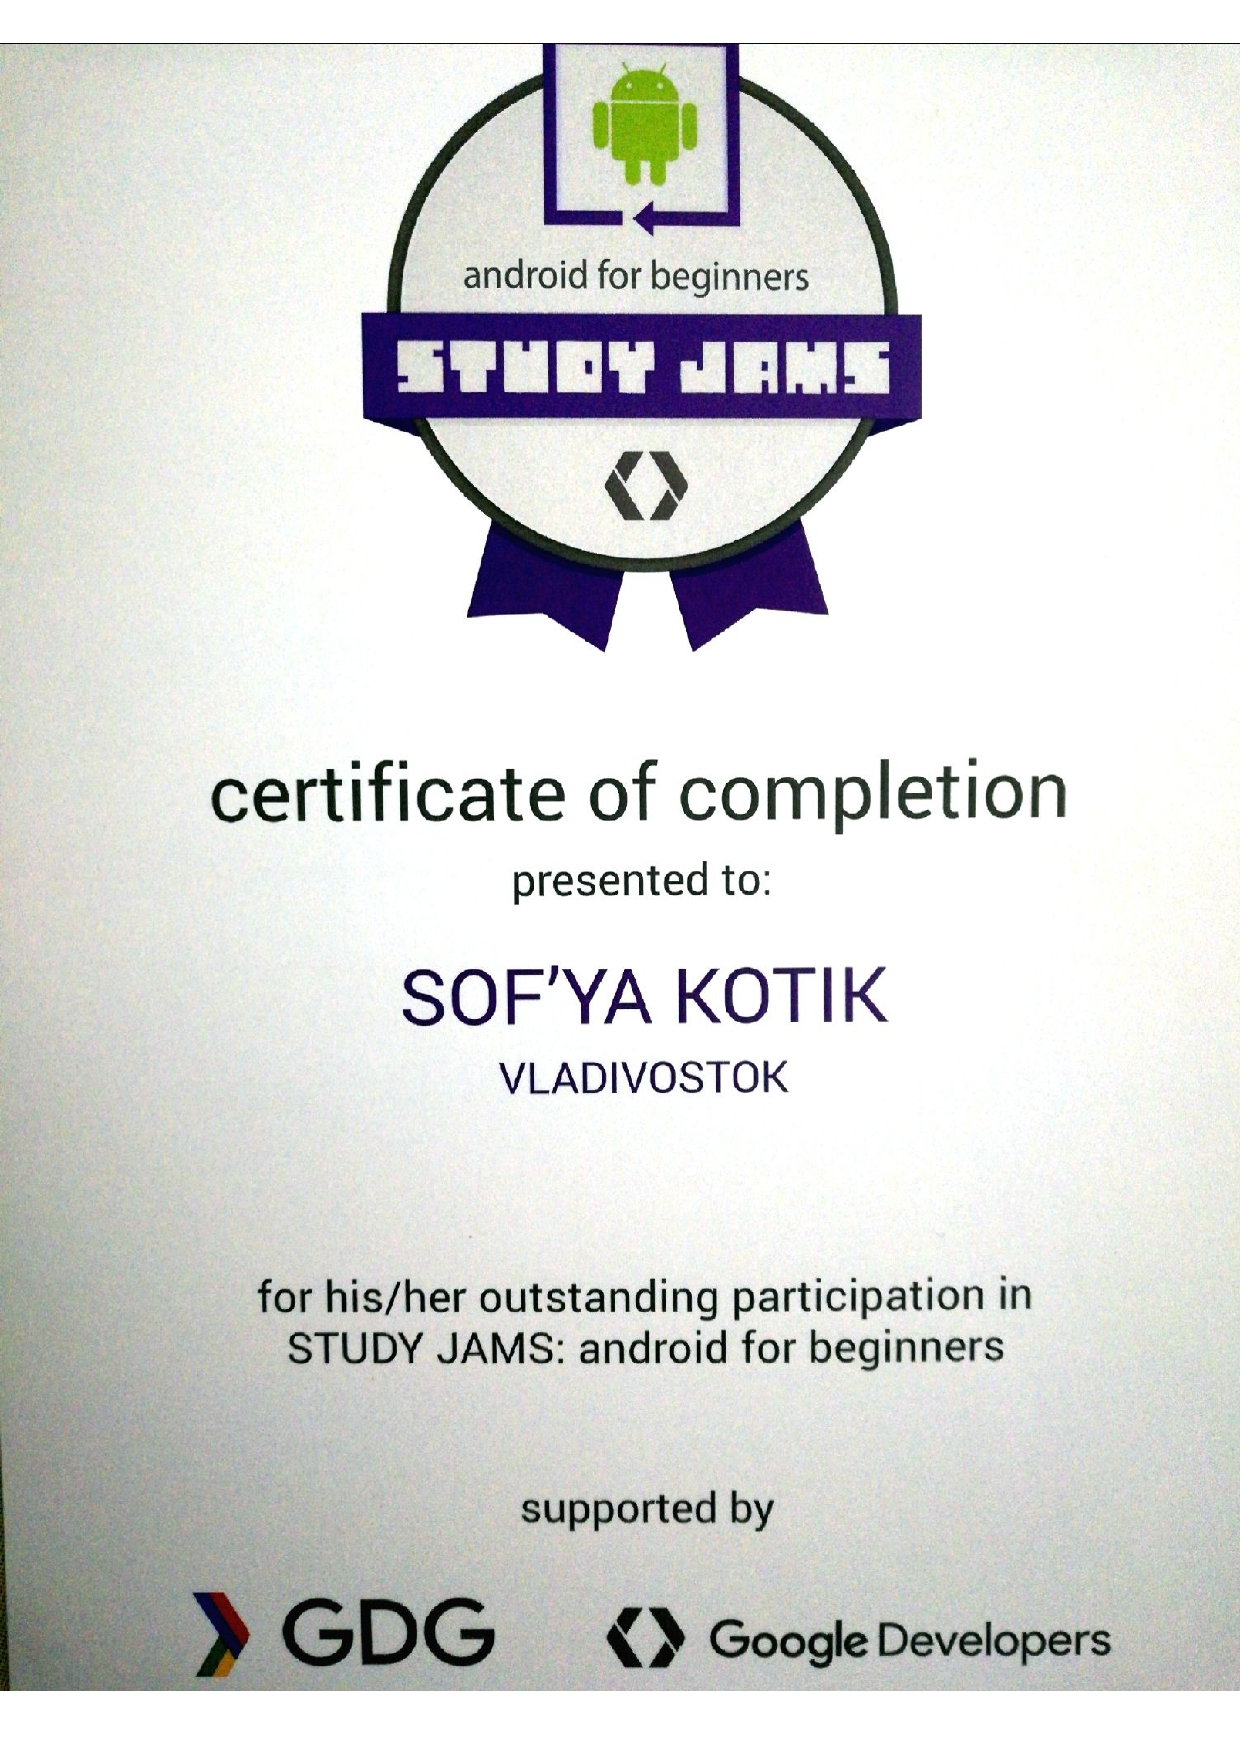 android for beginners
STUDY JAMS
certificate of completion
presented to:
SOF'YA KOTIK
VLADIVOSTOK
for his/her outstanding participation in
STUDY JAMS: android for beginners
supported by
GDG Google Developers